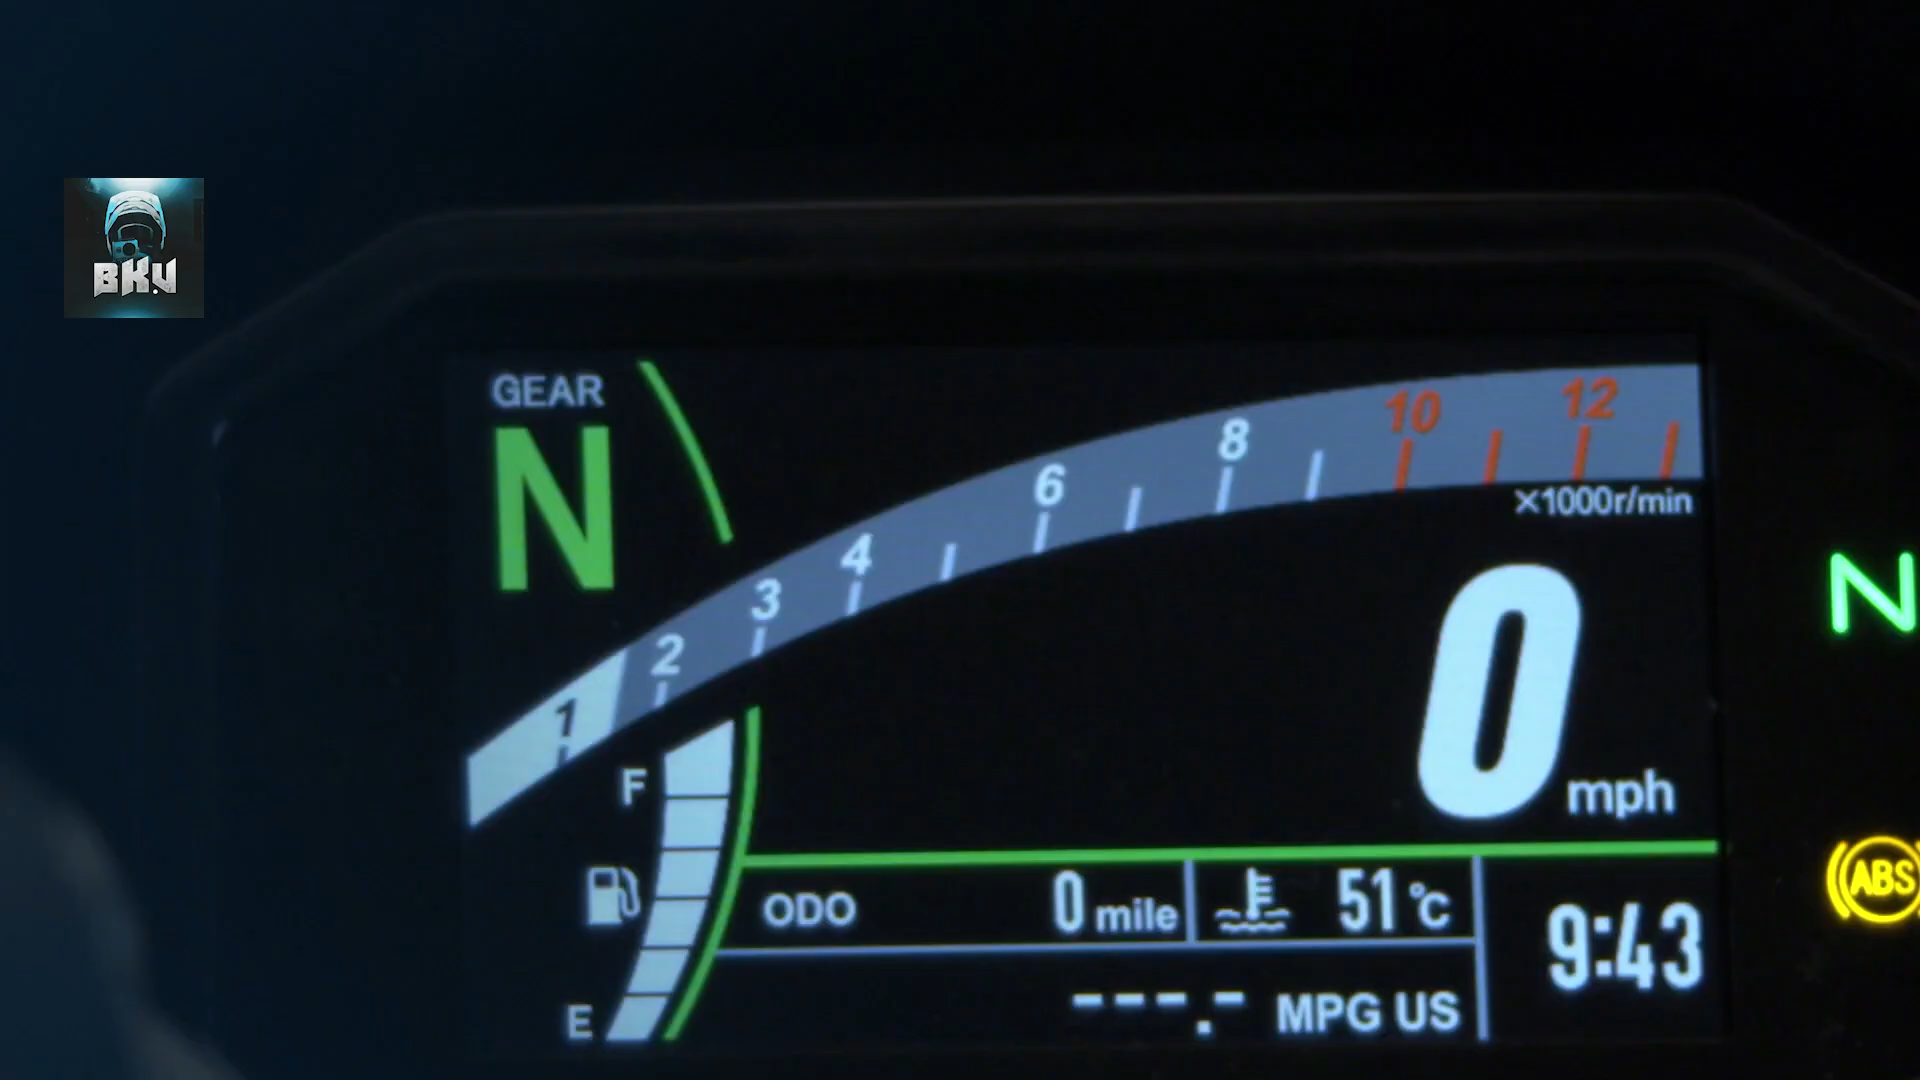 BKV
GEAR
N
1 2 3 4 6 8 10 12
×1000r/min
N
0 mph
F
E
ODO 0 mile
51 °C
9:43
---.- MPG US
ABS